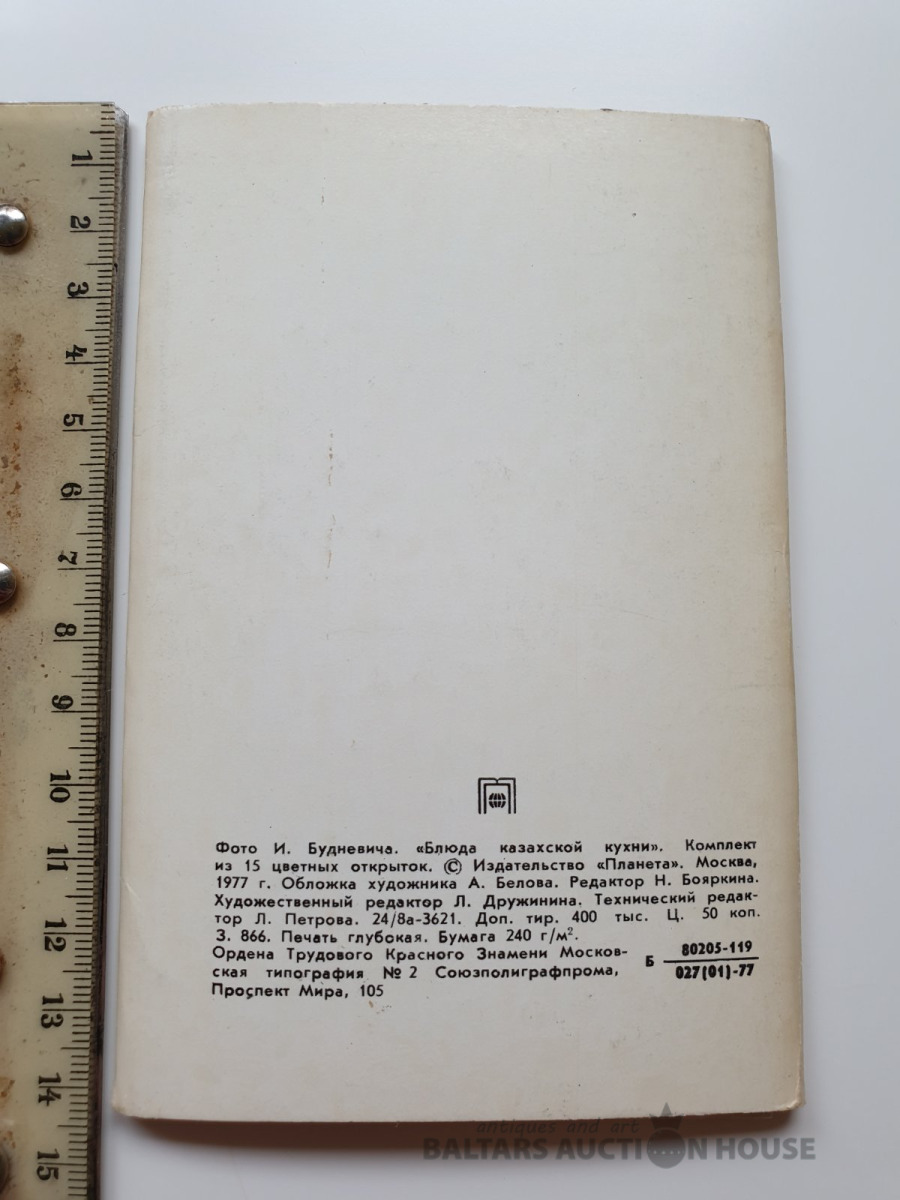 1
2
3
4
5
6
7
8
9
10
11
12
13
14
15
Фото И. Будневича. «Блюда казахской кухни». Комплект
из 15 цветных открыток. © Издательство «Планета». Москва,
1977 г. Обложка художника А. Белова. Редактор Н. Бояркина.
Художественный редактор Л. Дружинина. Технический редак-
тор Л. Петрова. 24/8а-3621. Доп. тир. 400 тыс. Ц. 50 коп.
З. 866. Печать глубокая. Бумага 240 г/м².
Ордена Трудового Красного Знамени Москов-
ская типография №2 Союзполиграфпрома,
Проспект Мира, 105
Б 80205-119
027(01)-77
antiques and art
BALTARS AUCTION HOUSE